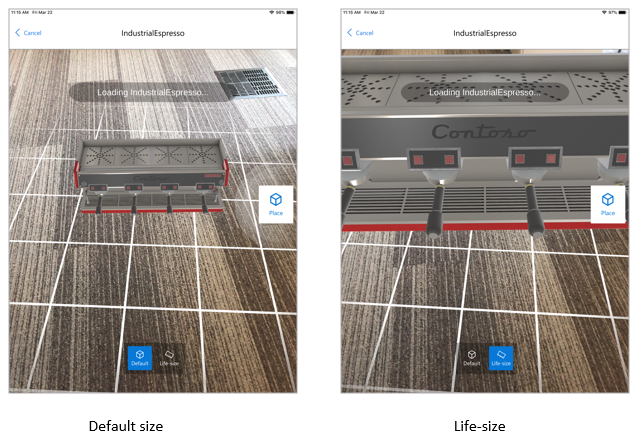 11:15 AM Fri Mar 22
98%
Cancel
IndustrialEspresso
Loading IndustrialEspresso...
Contoso
Place
Default
Life-size
Default size
11:15 AM Fri Mar 22
97%
Cancel
IndustrialEspresso
Loading IndustrialEspresso...
Contoso
Place
Default
Life-size
Life-size